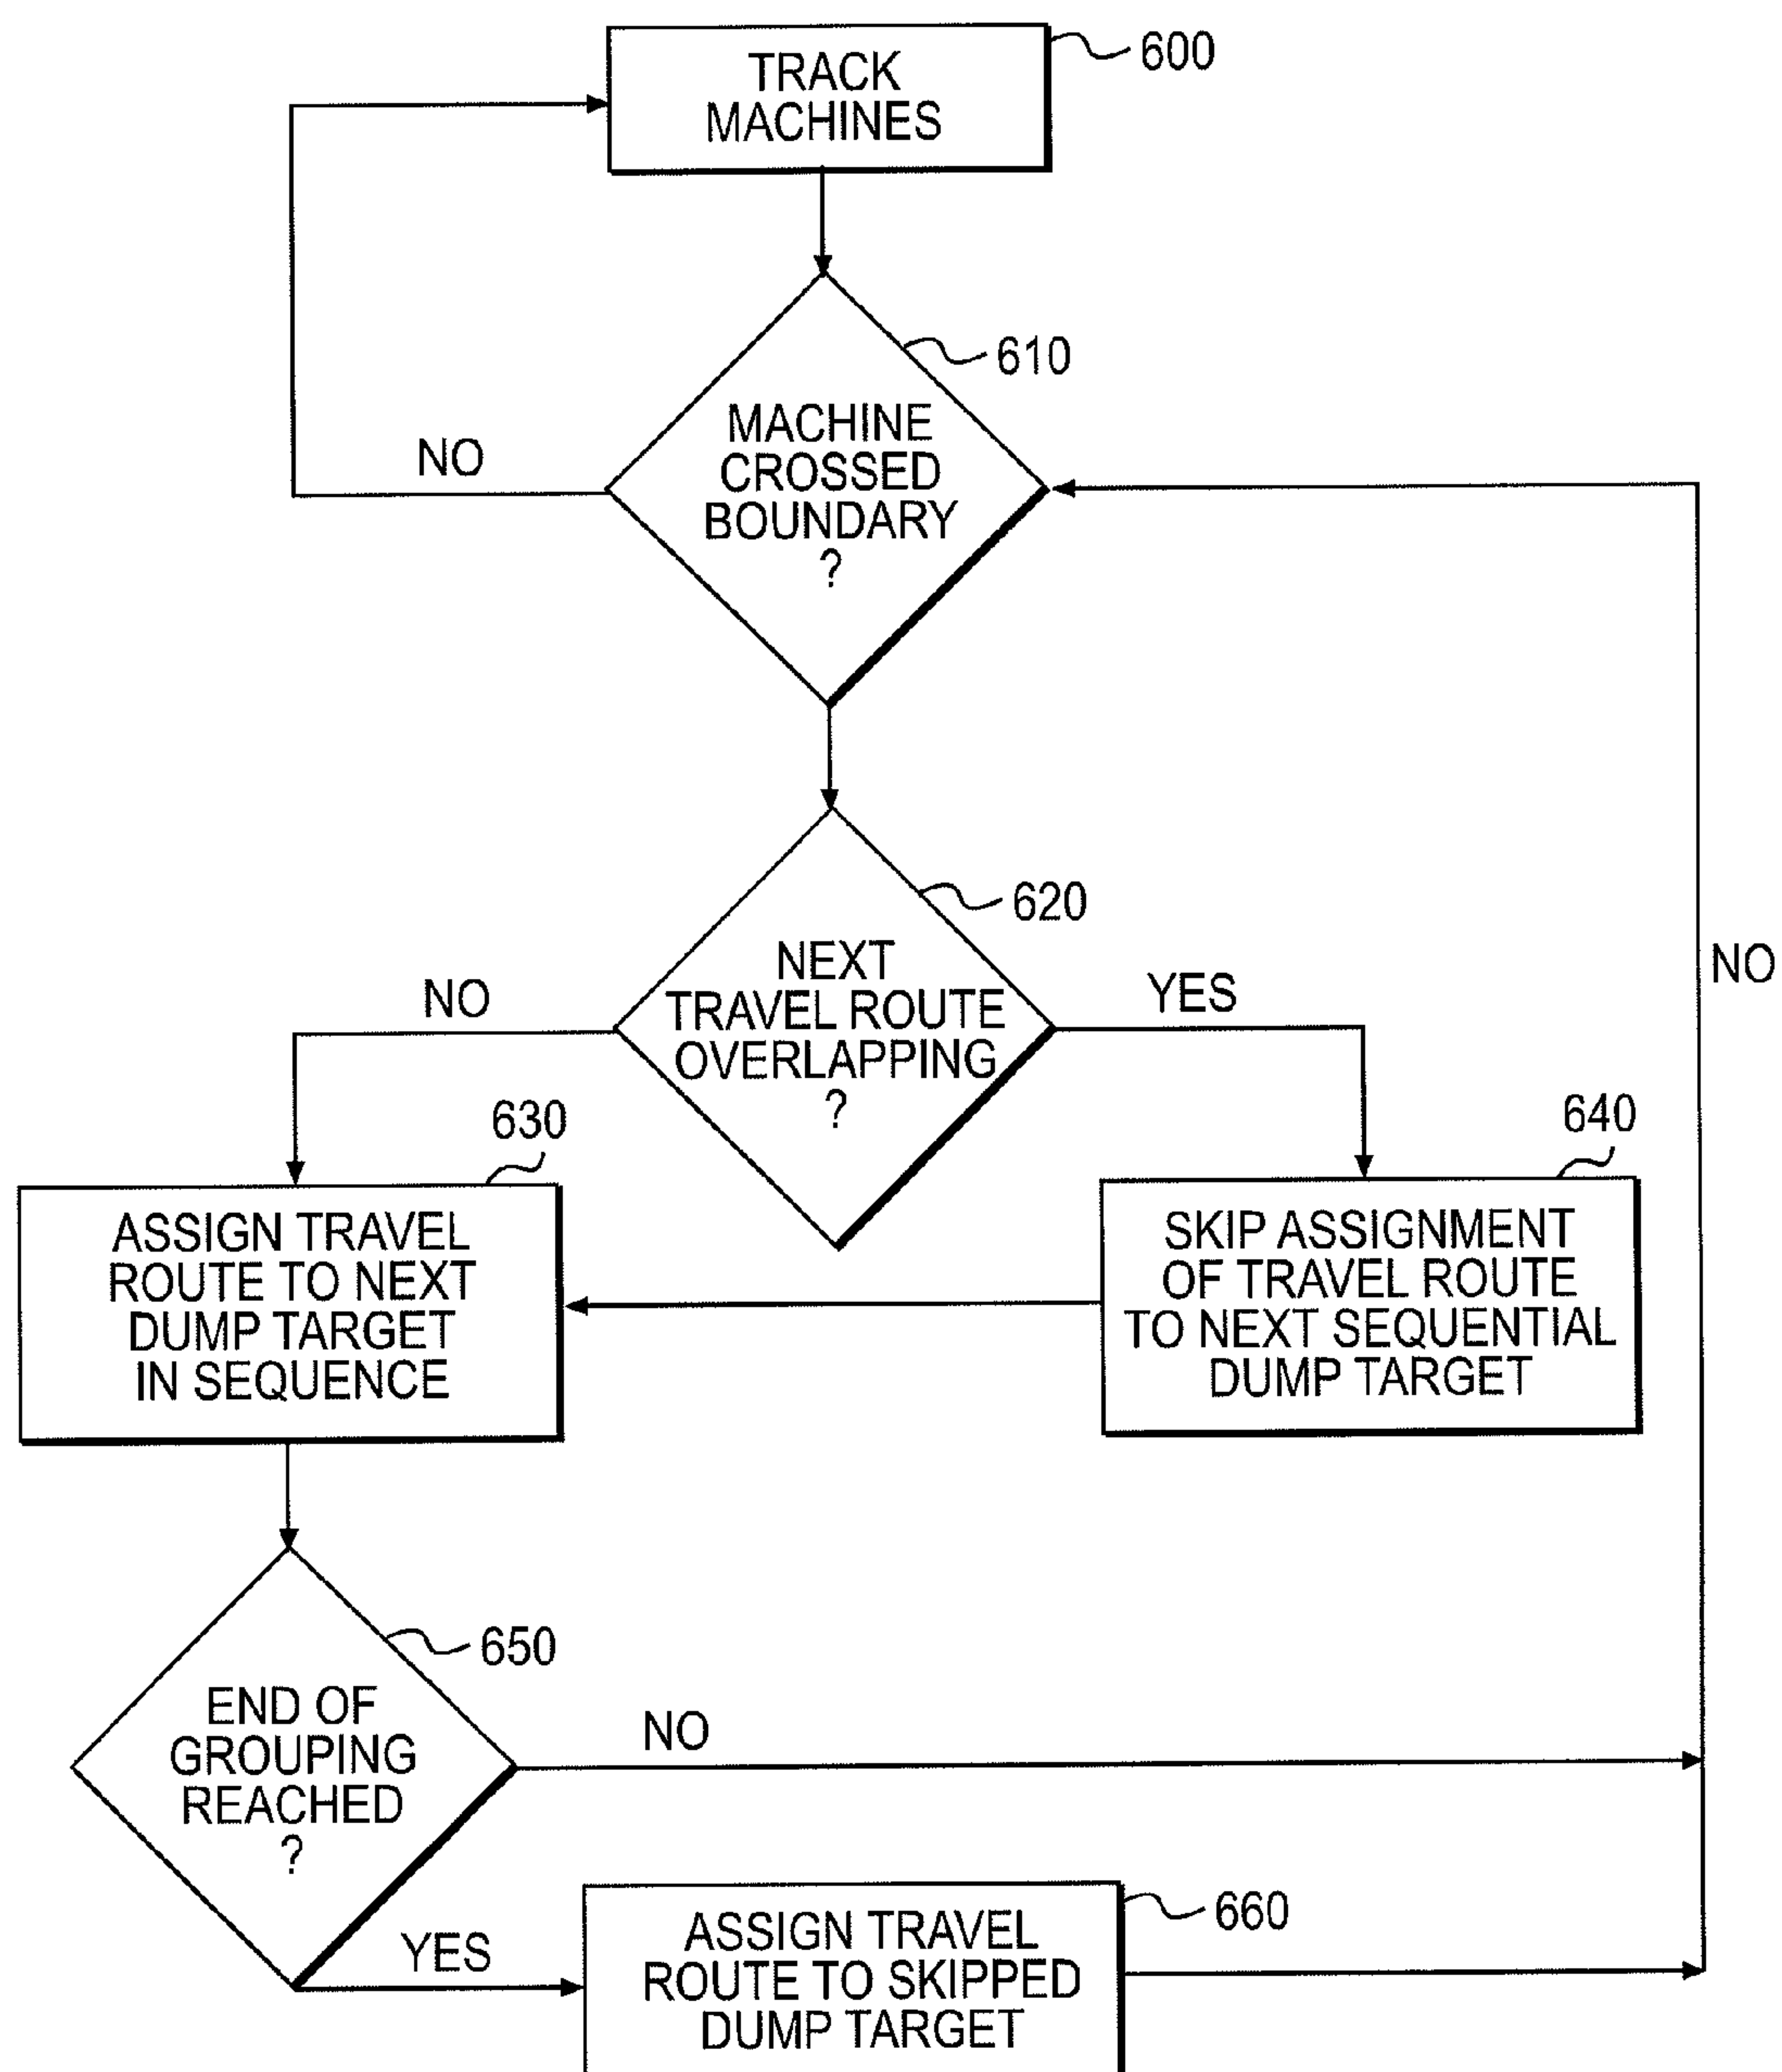 TRACK
MACHINES
600
610
MACHINE
CROSSED
BOUNDARY
?
NO
620
NEXT
TRAVEL ROUTE
OVERLAPPING
?
NO
YES
NO
630
ASSIGN TRAVEL
ROUTE TO NEXT
DUMP TARGET
IN SEQUENCE
640
SKIP ASSIGNMENT
OF TRAVEL ROUTE
TO NEXT SEQUENTIAL
DUMP TARGET
650
END OF
GROUPING
REACHED
?
NO
YES
660
ASSIGN TRAVEL
ROUTE TO SKIPPED
DUMP TARGET